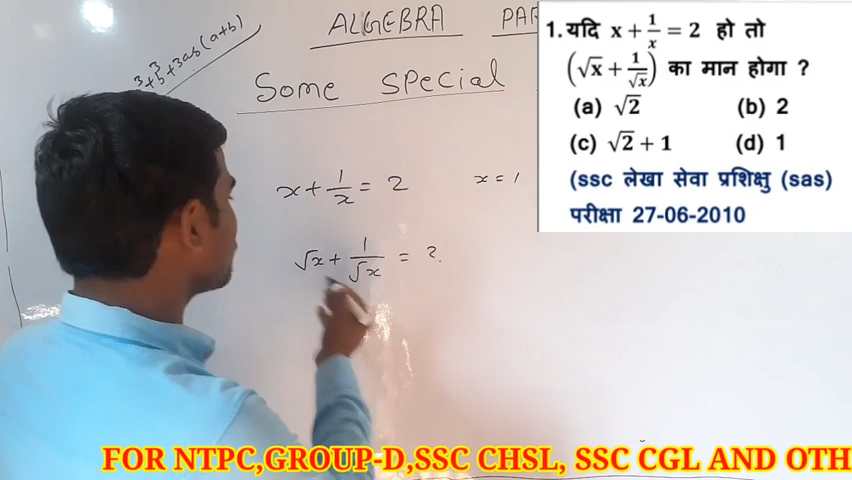 ALGEBRA PAR
³+b³+3ab(a+b)
Some Special
x + 1/x = 2 x = 1
√x + 1/√x = ?
1. यदि x + 1/x = 2 हो तो
(√x + 1/√x) का मान होगा ?
(a) √2 (b) 2
(c) √2 + 1 (d) 1
(ssc लेखा सेवा प्रशिक्षु (sas)
परीक्षा 27-06-2010
FOR NTPC,GROUP-D,SSC CHSL, SSC CGL AND OTH